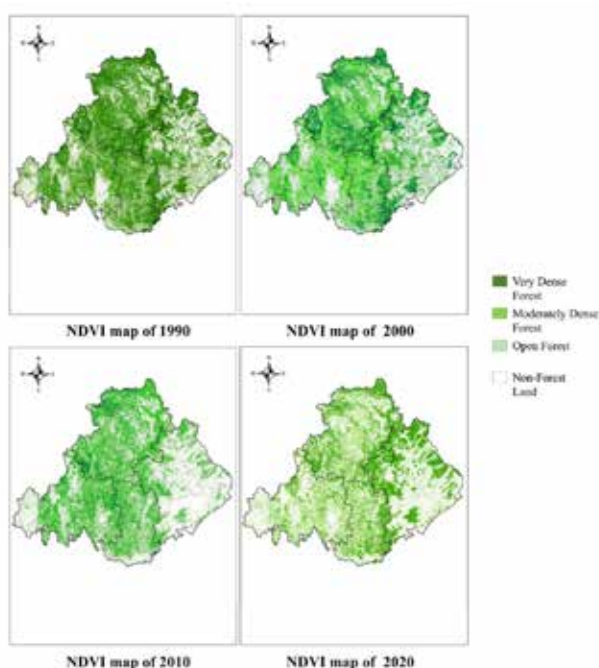 NDVI map of 1990
NDVI map of 2000
Very Dense
Forest
Moderately Dense
Forest
Open Forest
Non-Forest
Land
NDVI map of 2010
NDVI map of 2020